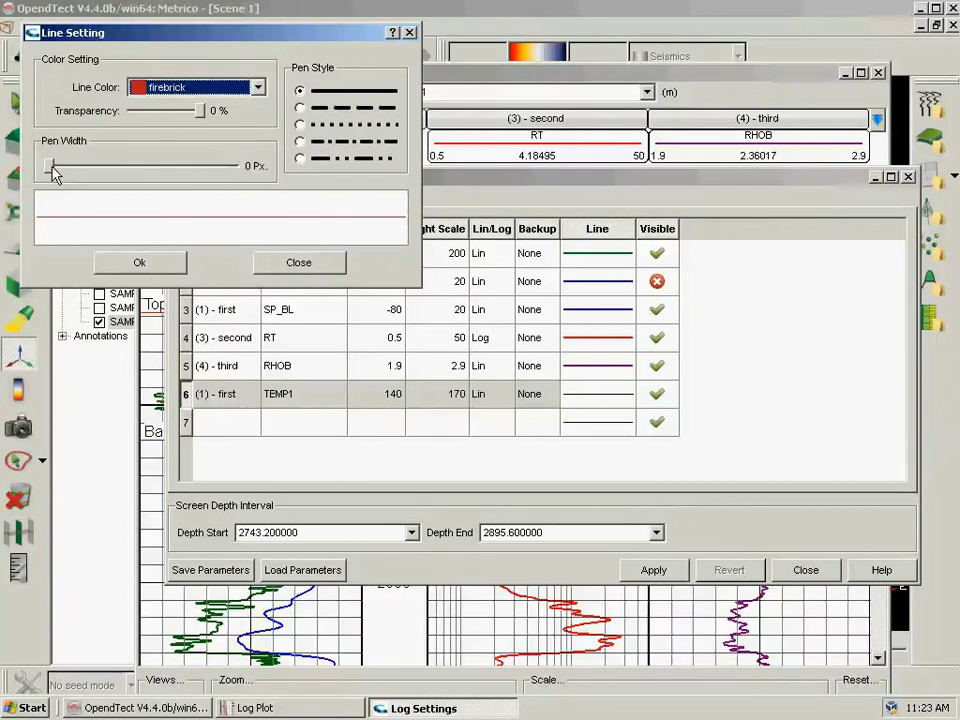 OpendTect V4.4.0b/win64: Metrico - [Scene 1]
Line Setting
Color Setting
Line Color: firebrick
Transparency: 0 %
Pen Width
0 Px.
Pen Style
Ok
Close
Seismics
1 (m)
(3) - second (4) - third
RT RHOB
0.5 4.18495 50 1.9 2.36017 2.9
ght Scale Lin/Log Backup Line Visible
200 Lin None
20 Lin None
3 (1) - first SP_BL -80 20 Lin None
4 (3) - second RT 0.5 50 Log None
5 (4) - third RHOB 1.9 2.9 Lin None
6 (1) - first TEMP1 140 170 Lin None
7
SAMF
SAMF
SAMF
Annotations
Top
Ba
Screen Depth Interval
Depth Start 2743.200000 Depth End 2895.600000
Save Parameters Load Parameters Apply Revert Close Help
No seed mode Views... Zoom... Scale... Reset...
Start OpendTect V4.4.0b/win6... Log Plot Log Settings 11:23 AM